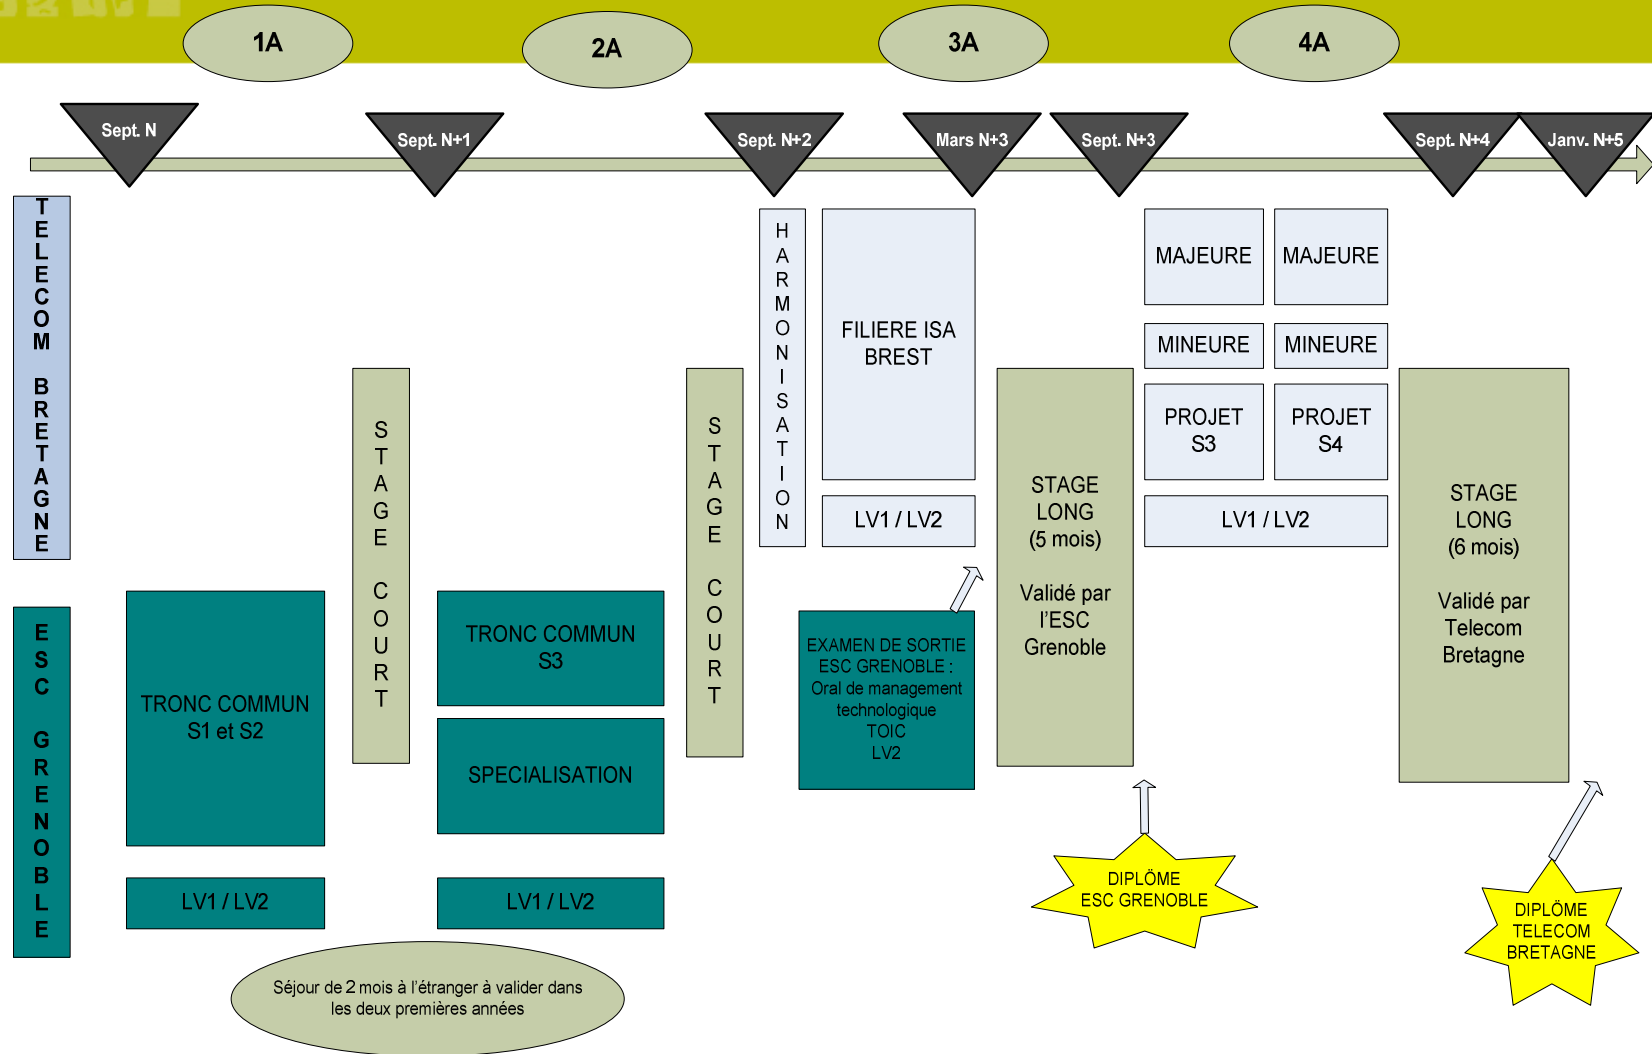 1A
2A
3A
4A
Sept. N
Sept. N+1
Sept. N+2
Mars N+3
Sept. N+3
Sept. N+4
Janv. N+5
TELECOM BRETAGNE
ESC GRENOBLE
TRONC COMMUN
S1 et S2
LV1 / LV2
STAGE COURT
TRONC COMMUN
S3
SPECIALISATION
LV1 / LV2
Séjour de 2 mois à l'étranger à valider dans
les deux premières années
STAGE COURT
HARMONISATION
FILIERE ISA
BREST
LV1 / LV2
EXAMEN DE SORTIE
ESC GRENOBLE :
Oral de management
technologique
TOIC
LV2
STAGE
LONG
(5 mois)
Validé par
l'ESC
Grenoble
DIPLÖME
ESC GRENOBLE
MAJEURE
MAJEURE
MINEURE
MINEURE
PROJET
S3
PROJET
S4
LV1 / LV2
STAGE
LONG
(6 mois)
Validé par
Telecom
Bretagne
DIPLÖME
TELECOM
BRETAGNE